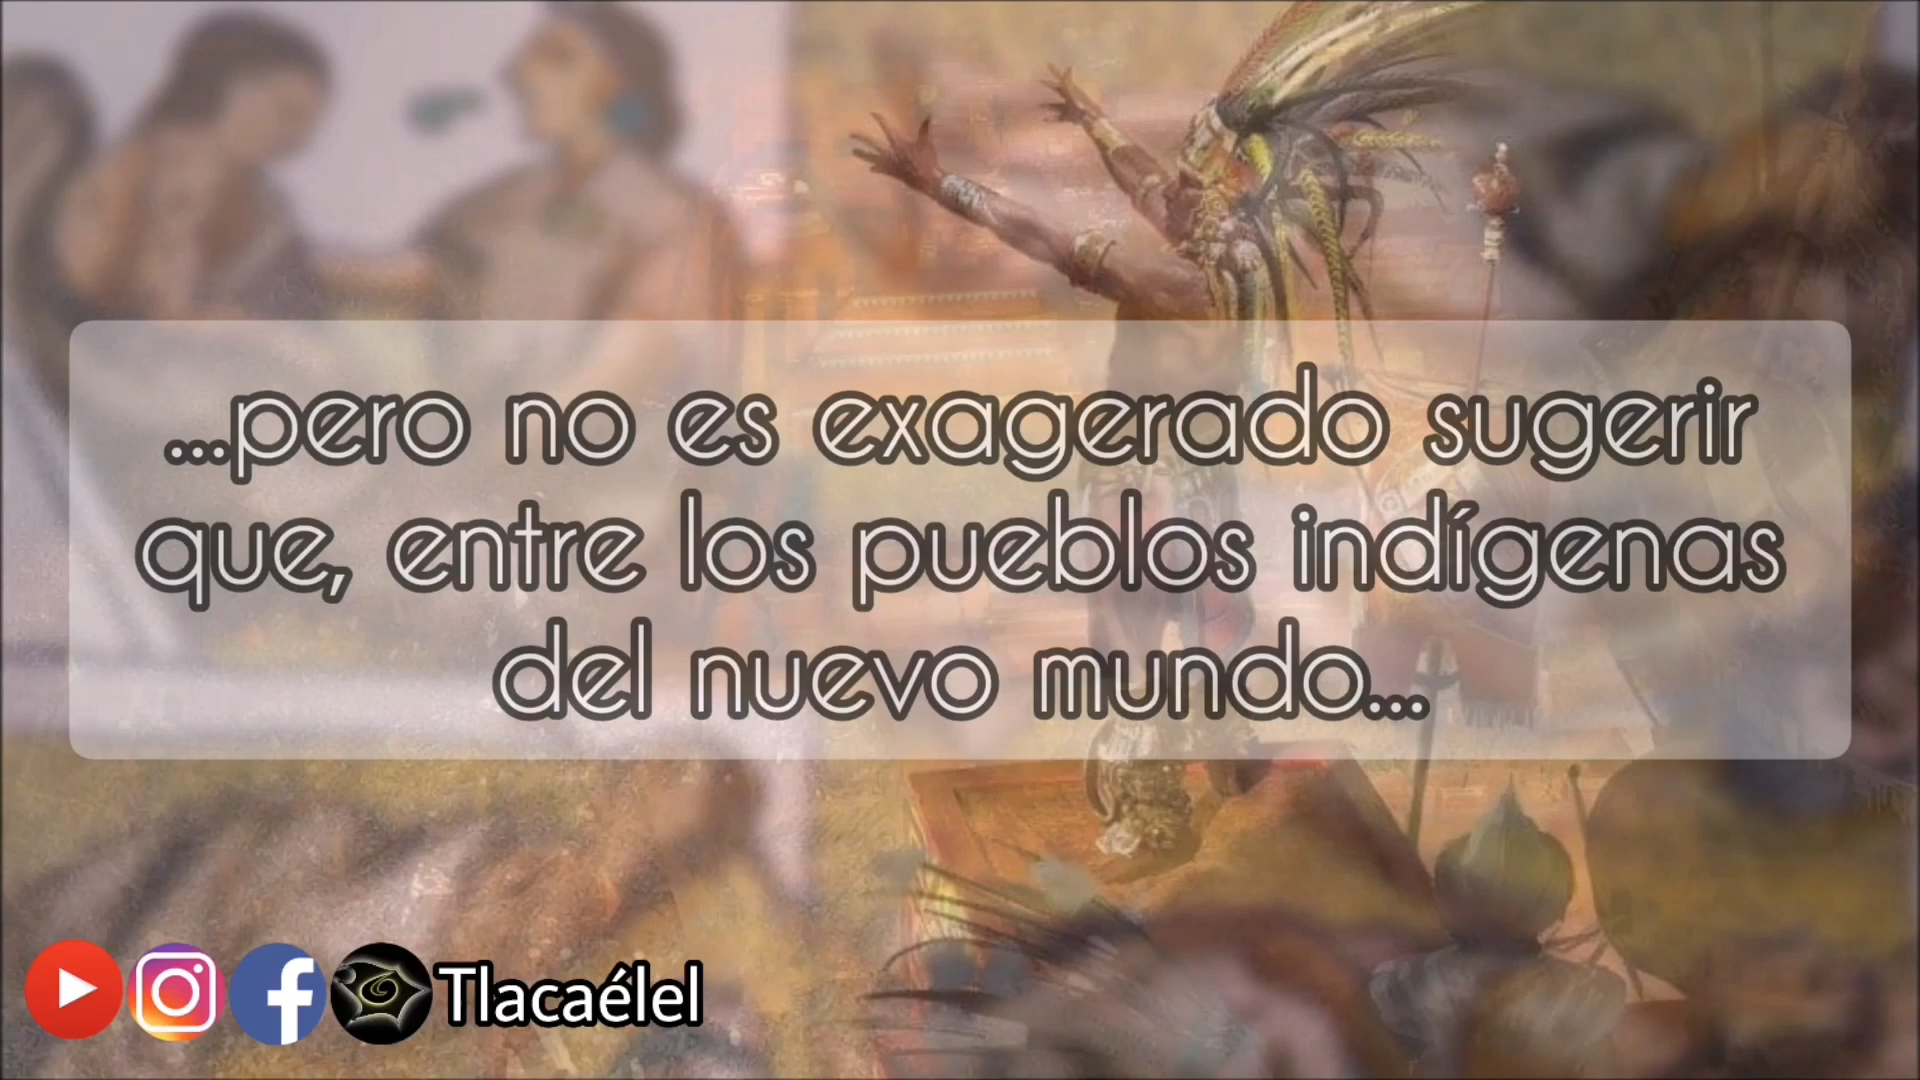 ...pero no es exagerado sugerir
que, entre los pueblos indígenas
del nuevo mundo...
Tlacaélel